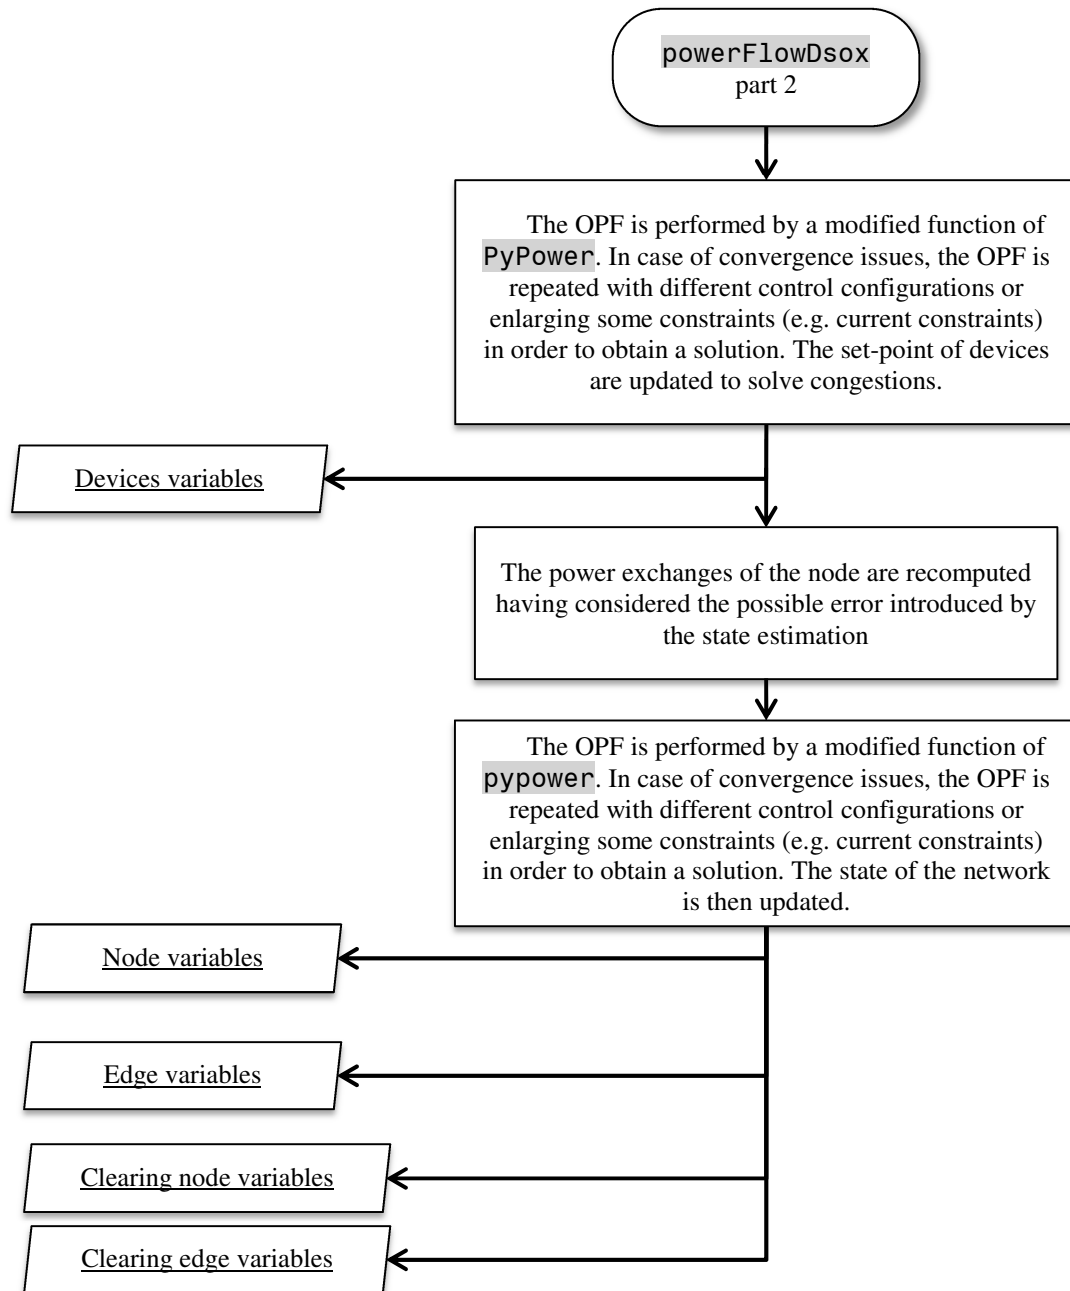 powerFlowDsox
part 2
The OPF is performed by a modified function of
PyPower. In case of convergence issues, the OPF is
repeated with different control configurations or
enlarging some constraints (e.g. current constraints)
in order to obtain a solution. The set-point of devices
are updated to solve congestions.
Devices variables
The power exchanges of the node are recomputed
having considered the possible error introduced by
the state estimation
The OPF is performed by a modified function of
pypower. In case of convergence issues, the OPF is
repeated with different control configurations or
enlarging some constraints (e.g. current constraints)
in order to obtain a solution. The state of the network
is then updated.
Node variables
Edge variables
Clearing node variables
Clearing edge variables